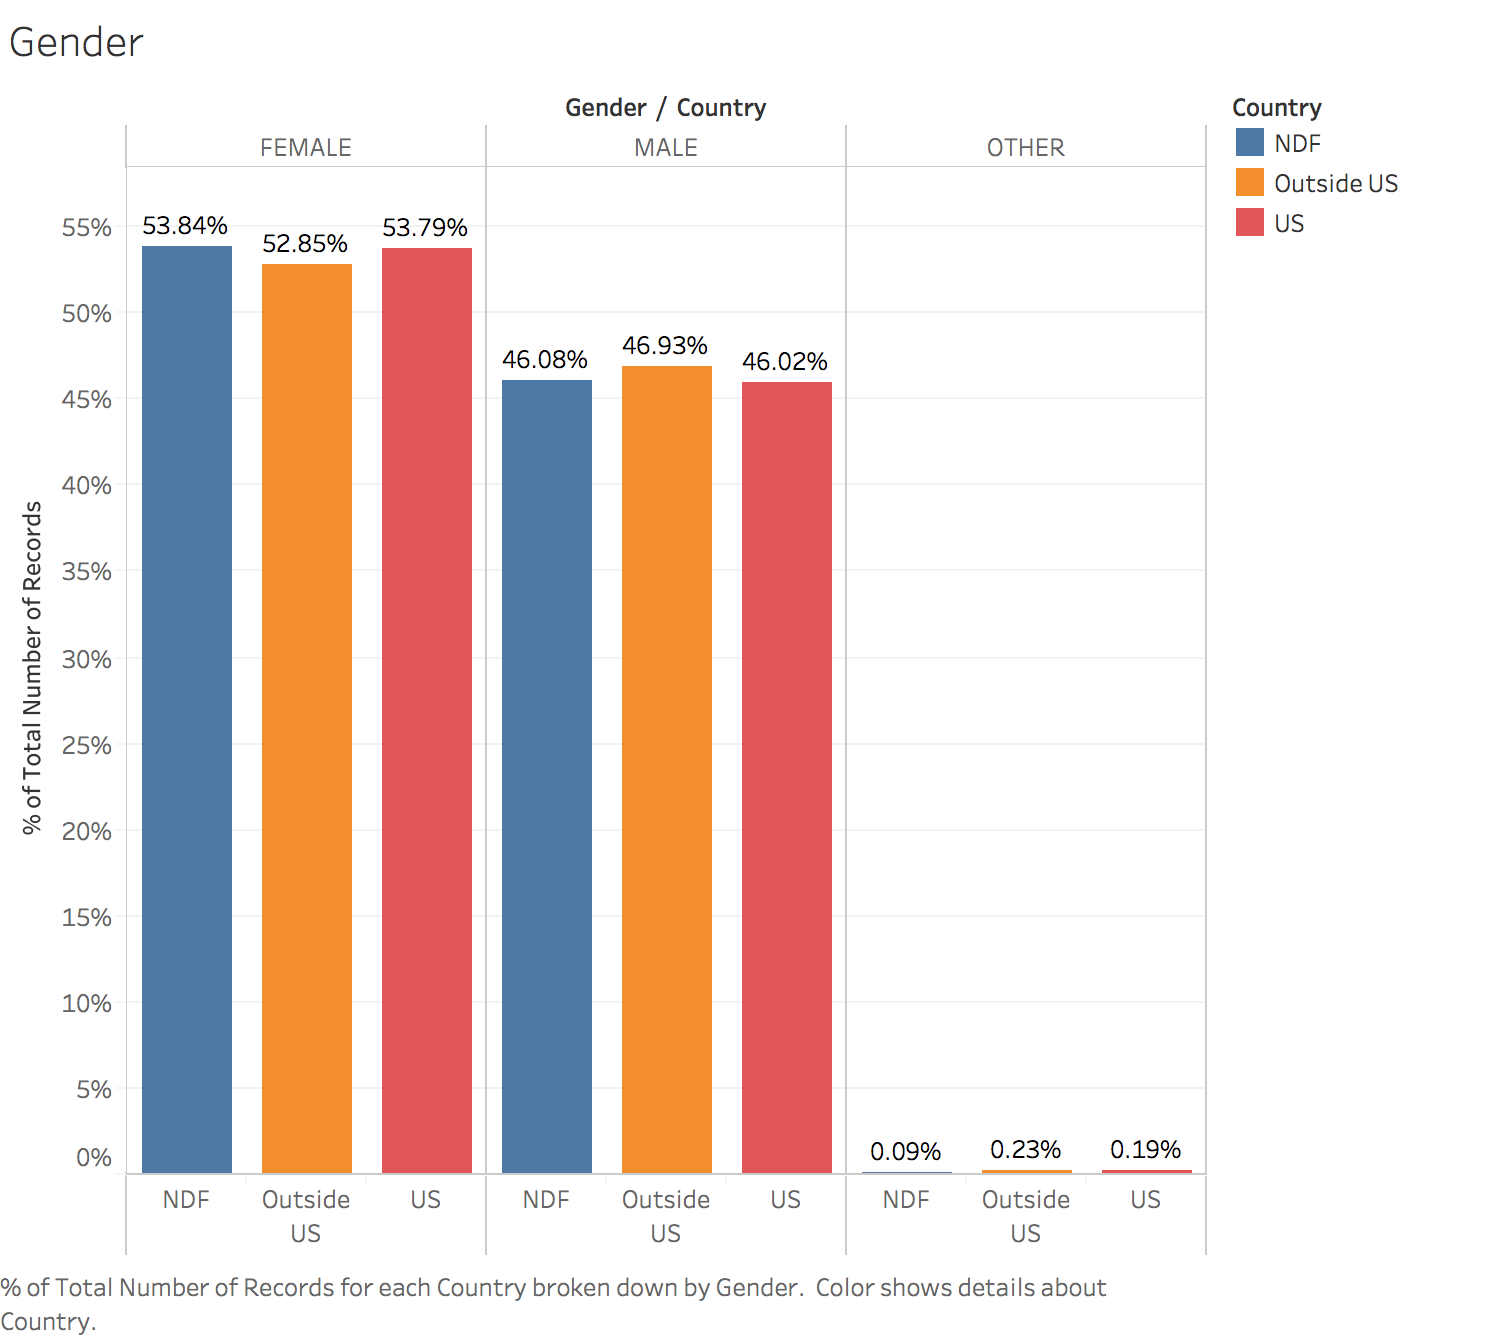 Gender
Gender / Country
FEMALE
MALE
OTHER
Country
NDF
Outside US
US
% of Total Number of Records
55%
50%
45%
40%
35%
30%
25%
20%
15%
10%
5%
0%
53.84%
52.85%
53.79%
46.08%
46.93%
46.02%
0.09%
0.23%
0.19%
NDF
Outside
US
US
NDF
Outside
US
US
NDF
Outside
US
US
% of Total Number of Records for each Country broken down by Gender.  Color shows details about
Country.